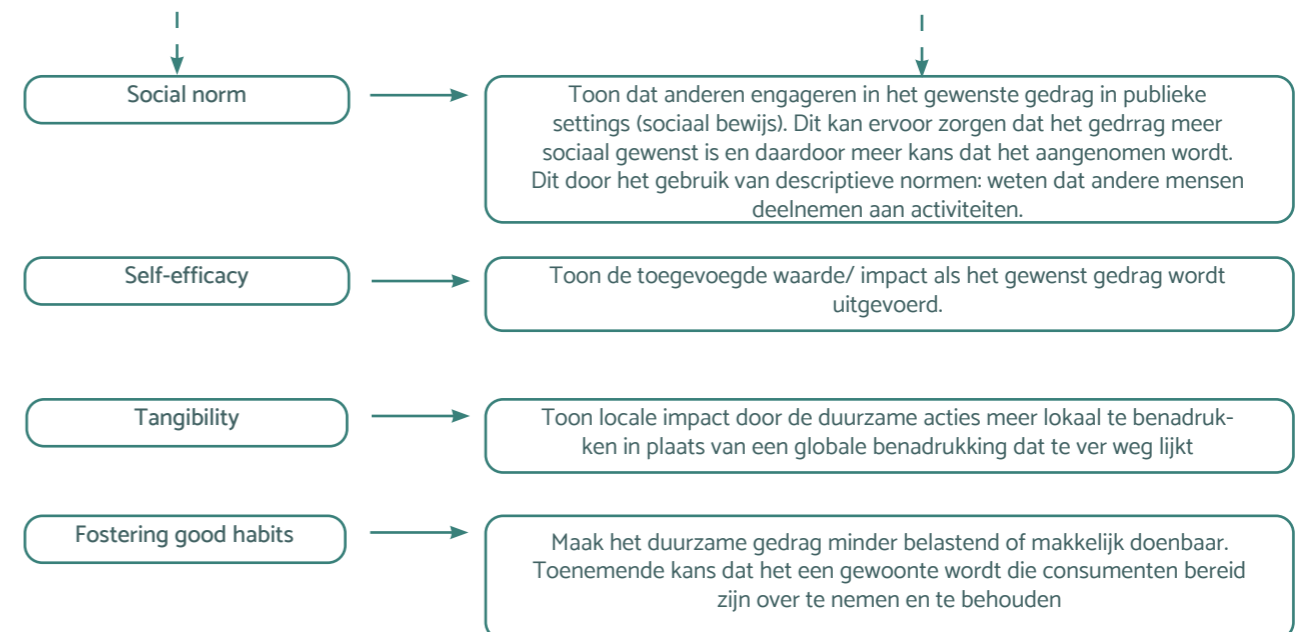 Social norm
Toon dat anderen engageren in het gewenste gedrag in publieke
settings (sociaal bewijs). Dit kan ervoor zorgen dat het gedrrag meer
sociaal gewenst is en daardoor meer kans dat het aangenomen wordt.
Dit door het gebruik van descriptieve normen: weten dat andere mensen
deelnemen aan activiteiten.
Self-efficacy
Toon de toegevoegde waarde/ impact als het gewenst gedrag wordt
uitgevoerd.
Tangibility
Toon locale impact door de duurzame acties meer lokaal te benadruk-
ken in plaats van een globale benadrukking dat te ver weg lijkt
Fostering good habits
Maak het duurzame gedrag minder belastend of makkelijk doenbaar.
Toenemende kans dat het een gewoonte wordt die consumenten bereid
zijn over te nemen en te behouden